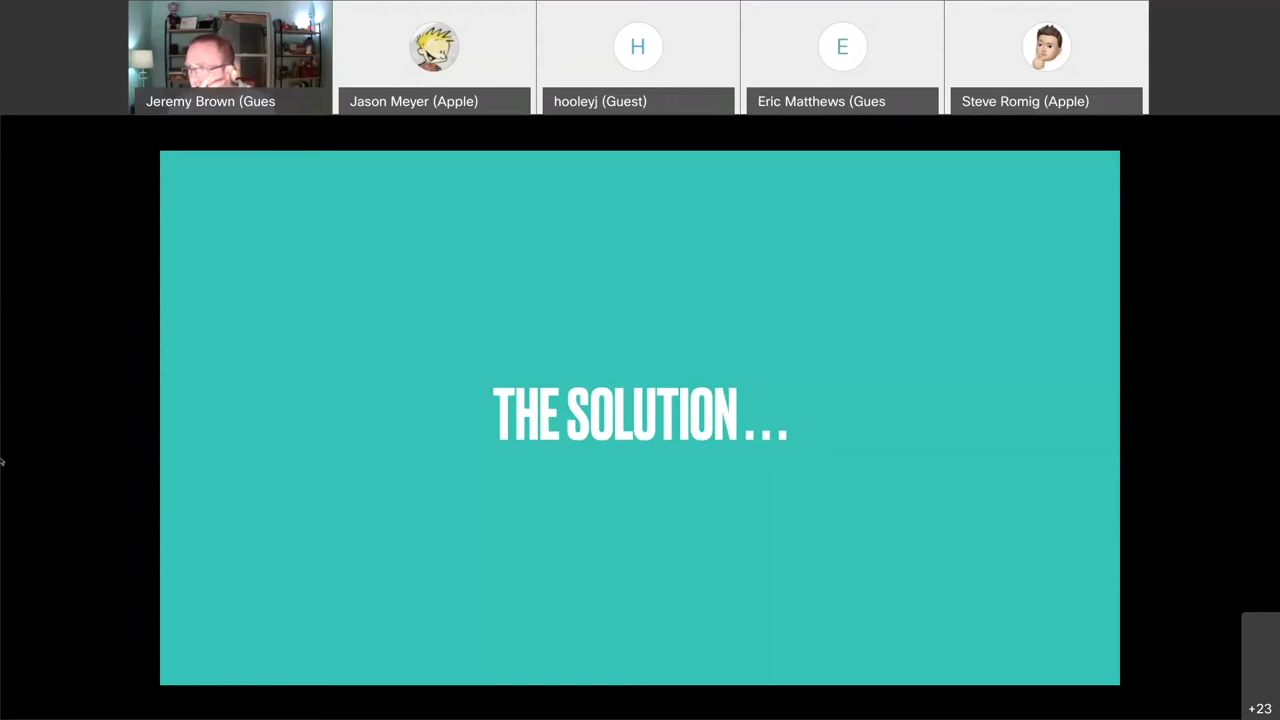 Jeremy Brown (Gues
Jason Meyer (Apple)
H
hooleyj (Guest)
E
Eric Matthews (Gues
Steve Romig (Apple)
THE SOLUTION...
+23